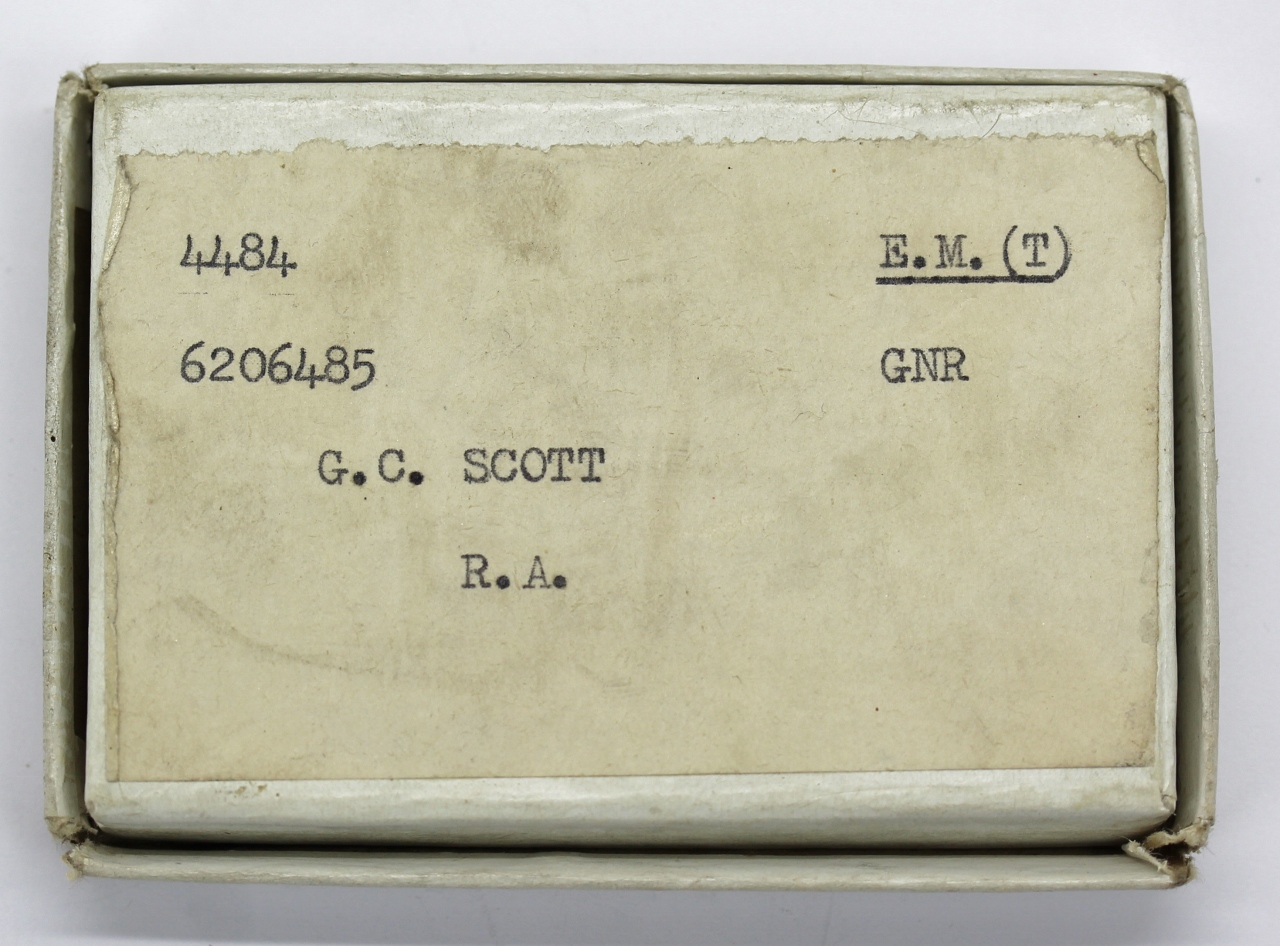 4484 E.M.(T)
6206485 GNR
G.C. SCOTT
R.A.